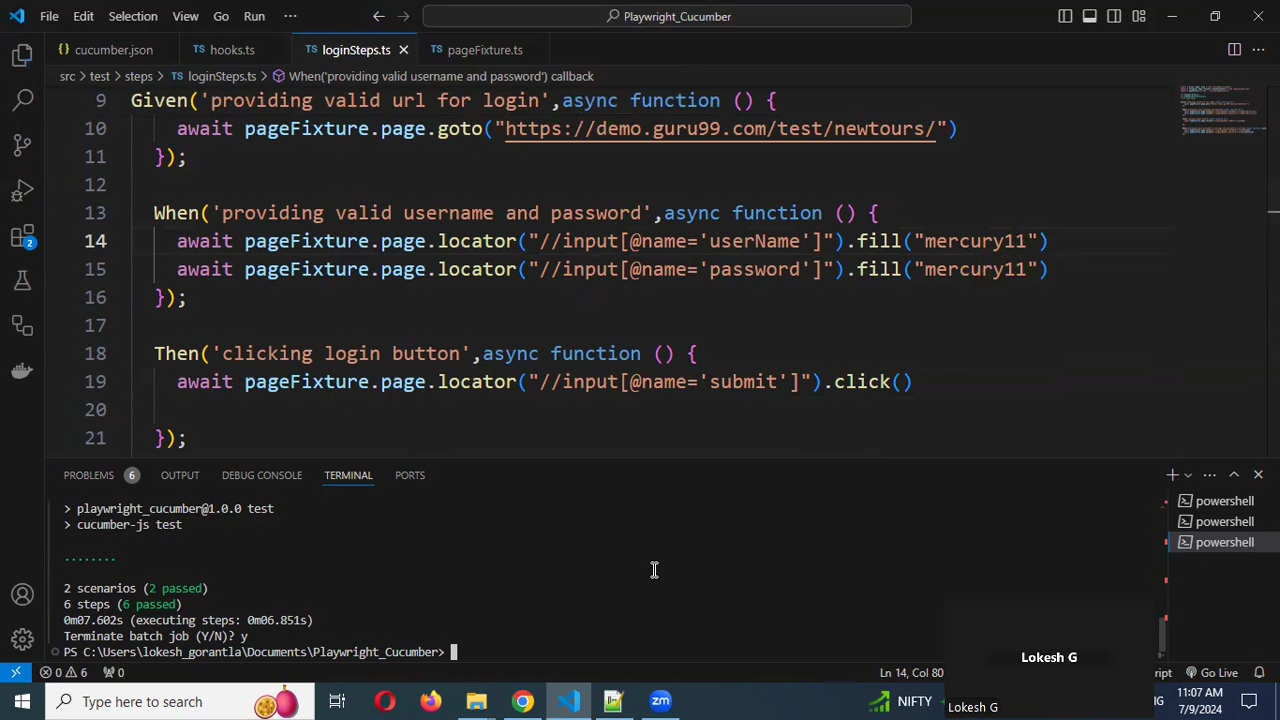 File Edit Selection View Go Run ··· Playwright_Cucumber
cucumber.json hooks.ts loginSteps.ts pageFixture.ts
src > test > steps > loginSteps.ts > When('providing valid username and password') callback
9 Given('providing valid url for login',async function () {
10 await pageFixture.page.goto("https://demo.guru99.com/test/newtours/")
11 });
12
13 When('providing valid username and password',async function () {
14 await pageFixture.page.locator("//input[@name='userName']").fill("mercury11")
15 await pageFixture.page.locator("//input[@name='password']").fill("mercury11")
16 });
17
18 Then('clicking login button',async function () {
19 await pageFixture.page.locator("//input[@name='submit']").click()
20
21 });
2
PROBLEMS 6 OUTPUT DEBUG CONSOLE TERMINAL PORTS
> playwright_cucumber@1.0.0 test
> cucumber-js test
........
2 scenarios (2 passed)
6 steps (6 passed)
0m07.602s (executing steps: 0m06.851s)
Terminate batch job (Y/N)? y
PS C:\Users\lokesh_gorantla\Documents\Playwright_Cucumber>
powershell
powershell
powershell
Lokesh G
0 6 0 Ln 14, Col 80 Go Live
Type here to search zm NIFTY Lokesh G 11:07 AM
7/9/2024